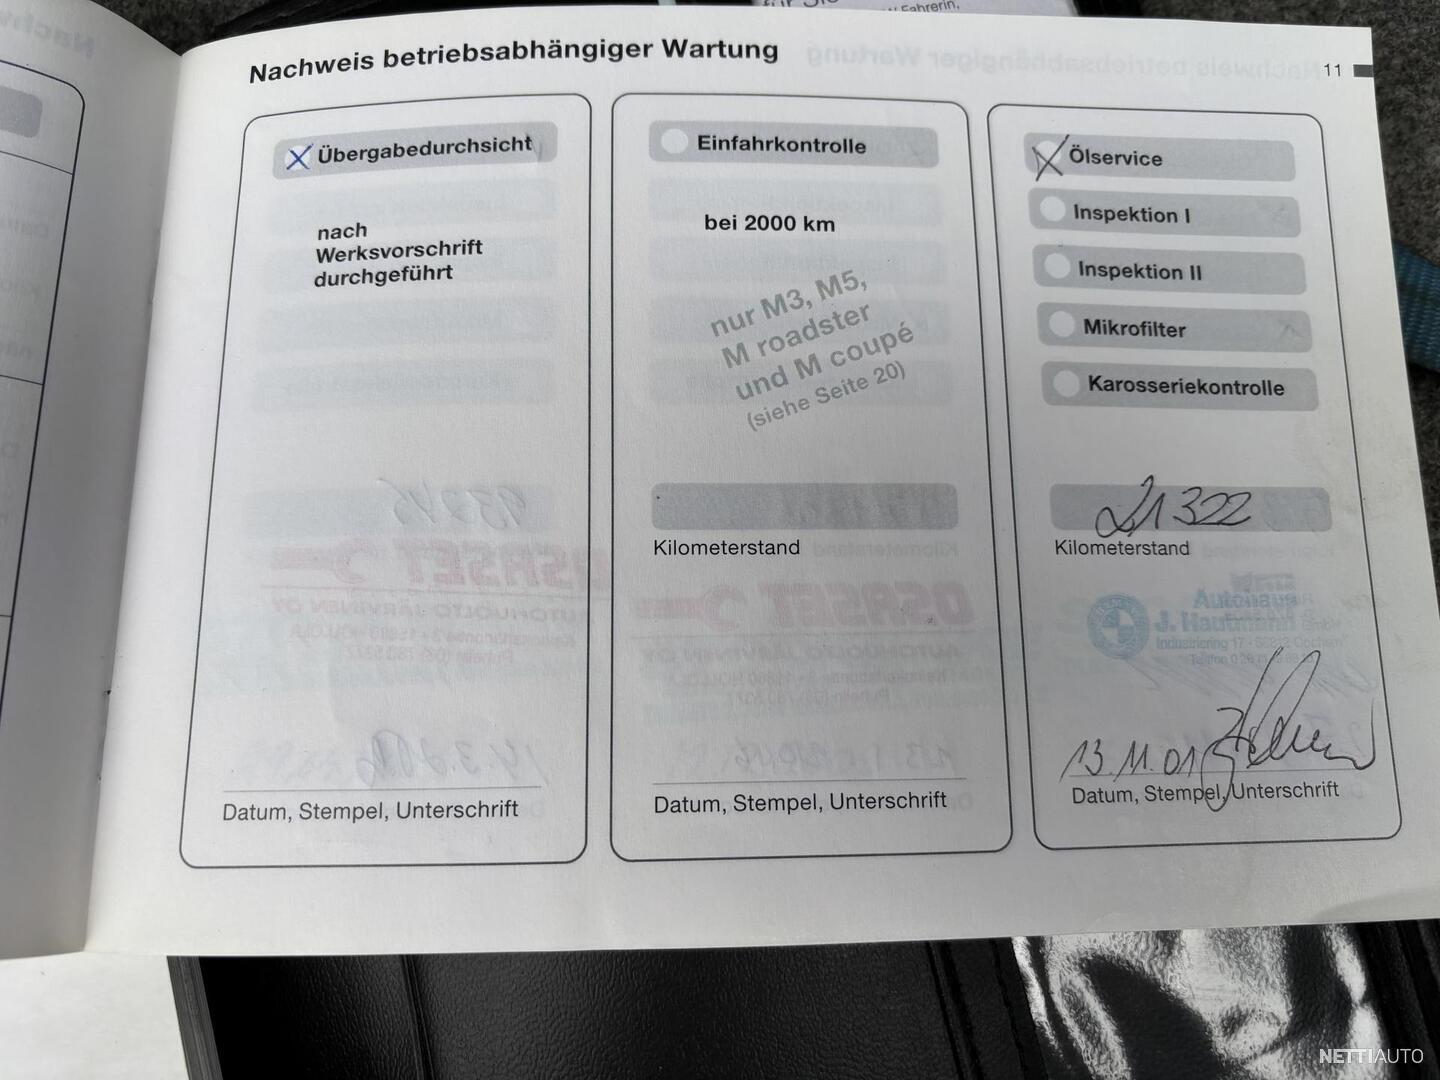 Nachweis betriebsabhängiger Wartung
11
Übergabedurchsicht
nach
Werksvorschrift
durchgeführt
Datum, Stempel, Unterschrift
Einfahrkontrolle
bei 2000 km
nur M3, M5,
M roadster
und M coupé
(siehe Seite 20)
Kilometerstand
Datum, Stempel, Unterschrift
Ölservice
Inspektion I
Inspektion II
Mikrofilter
Karosseriekontrolle
21322
Kilometerstand
Autohaus
Industriering 17
13.11.01
Datum, Stempel, Unterschrift
NETTIAUTO